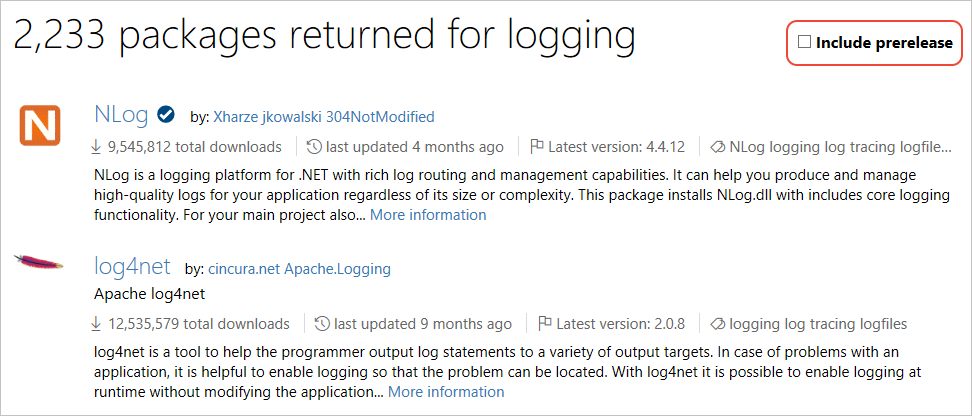 2,233 packages returned for logging
Include prerelease
N
NLog by: Xharze jkowalski 304NotModified
9,545,812 total downloads last updated 4 months ago Latest version: 4.4.12 NLog logging log tracing logfile...
NLog is a logging platform for .NET with rich log routing and management capabilities. It can help you produce and manage
high-quality logs for your application regardless of its size or complexity. This package installs NLog.dll with includes core logging
functionality. For your main project also... More information
log4net by: cincura.net Apache.Logging
Apache log4net
12,535,579 total downloads last updated 9 months ago Latest version: 2.0.8 logging log tracing logfiles
log4net is a tool to help the programmer output log statements to a variety of output targets. In case of problems with an
application, it is helpful to enable logging so that the problem can be located. With log4net it is possible to enable logging at
runtime without modifying the application... More information